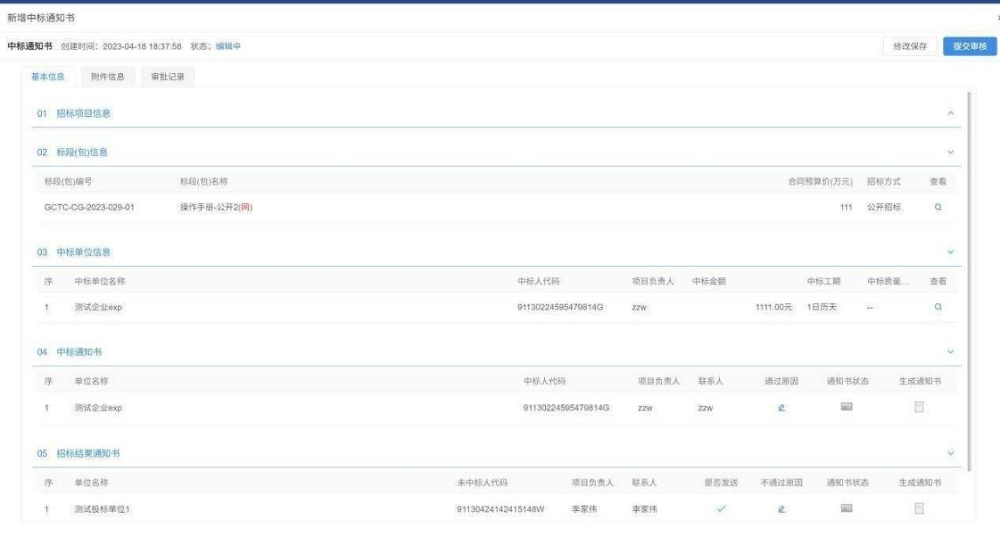 新增中标通知书
中标通知书 创建时间：2023-04-18 18:37:58 状态：编辑中 修改保存 提交审核
基本信息 附件信息 审批记录
01 招标项目信息
02 标段(包)信息
标段(包)编号 标段(包)名称 合同预算价(万元) 招标方式 查看
GCTC-CG-2023-029-01 操作手册-公开2(网) 111 公开招标
03 中标单位信息
序 中标单位名称 中标人代码 项目负责人 中标金额 中标工期 中标质量... 查看
1 测试企业exp 91130224595479814G zzw 1111.00元 1日历天 --
04 中标通知书
序 单位名称 中标人代码 项目负责人 联系人 通过原因 通知书状态 生成通知书
1 测试企业exp 91130224595479814G zzw zzw
05 招标结果通知书
序 单位名称 未中标人代码 项目负责人 联系人 是否发送 不通过原因 通知书状态 生成通知书
1 测试投标单位1 91130424142415148W 李家伟 李家伟